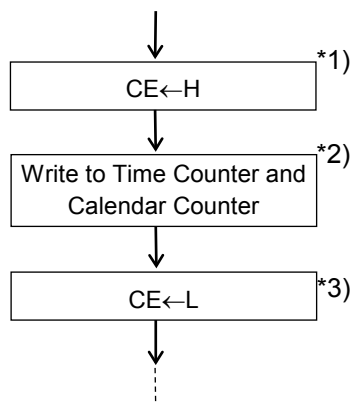 *1)
CE←H
*2)
Write to Time Counter and
Calendar Counter
*3)
CE←L